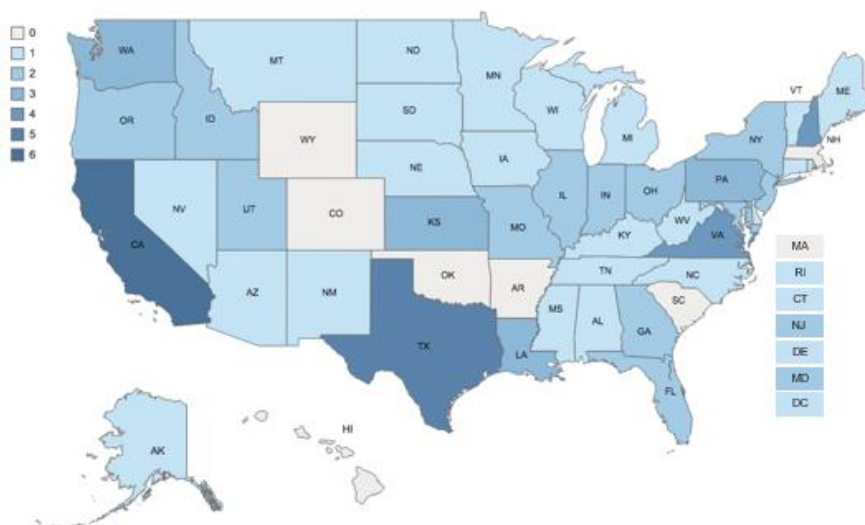 0
1
2
3
4
5
6
WA
MT
ND
MN
VT
ME
OR
ID
SD
WI
MI
NY
NH
WY
NE
IA
PA
NV
UT
CO
KS
MO
IL
IN
OH
WV
VA
KY
CA
AZ
NM
OK
AR
TN
NC
SC
TX
LA
MS
AL
GA
FL
AK
HI
MA
RI
CT
NJ
DE
MD
DC